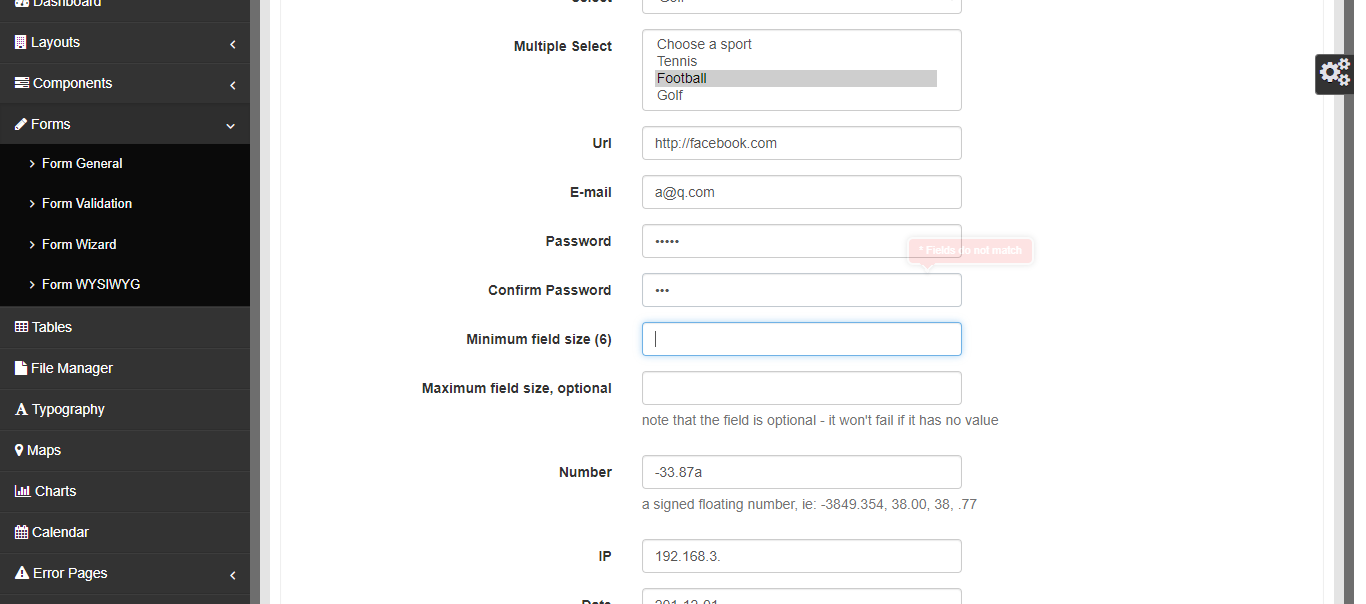 Dashboard
Layouts
Components
Forms
Form General
Form Validation
Form Wizard
Form WYSIWYG
Tables
File Manager
Typography
Maps
Charts
Calendar
Error Pages
Select
Golf
Multiple Select
Choose a sport
Tennis
Football
Golf
Url
http://facebook.com
E-mail
a@q.com
Password
•••••
* Fields do not match
Confirm Password
•••
Minimum field size (6)
Maximum field size, optional
note that the field is optional - it won't fail if it has no value
Number
-33.87a
a signed floating number, ie: -3849.354, 38.00, 38, .77
IP
192.168.3.
Date
201-12-01